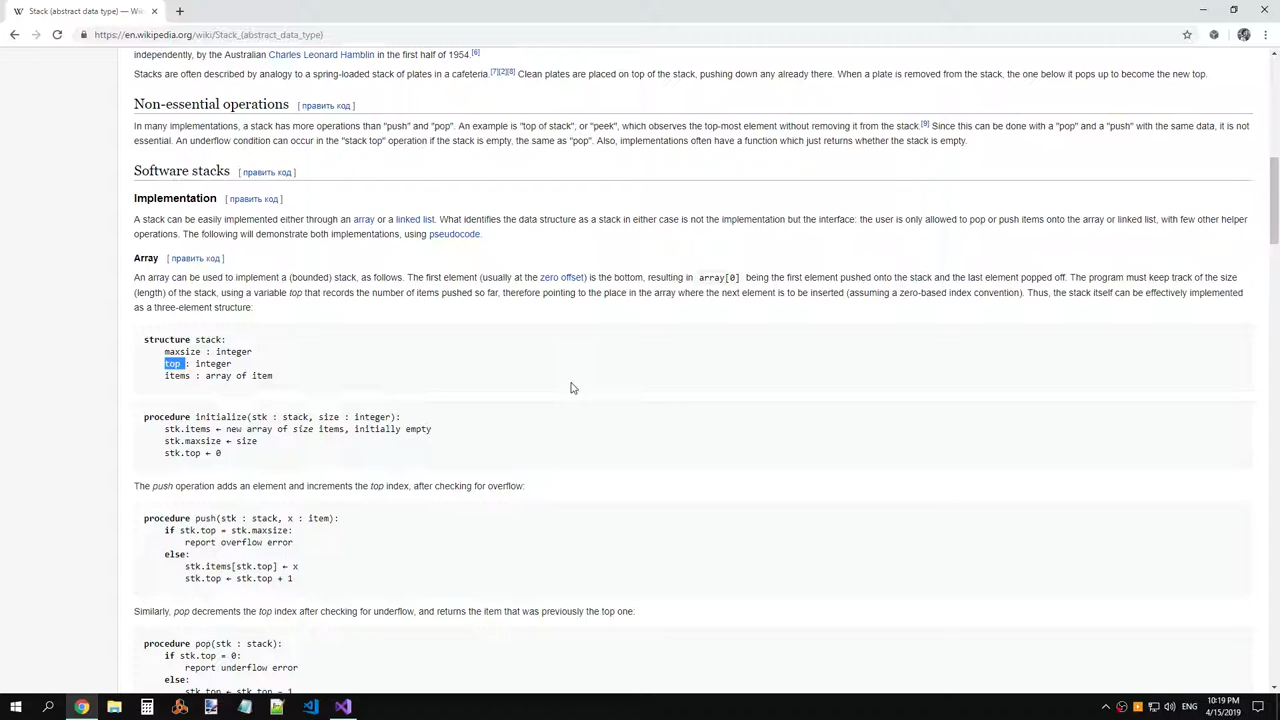 Stack (abstract data type) — Wi
https://en.wikipedia.org/wiki/Stack_(abstract_data_type)
independently, by the Australian Charles Leonard Hamblin in the first half of 1954.[6]
Stacks are often described by analogy to a spring-loaded stack of plates in a cafeteria.[7][2][8] Clean plates are placed on top of the stack, pushing down any already there. When a plate is removed from the stack, the one below it pops up to become the new top.
Non-essential operations [ править код ]
In many implementations, a stack has more operations than "push" and "pop". An example is "top of stack", or "peek", which observes the top-most element without removing it from the stack.[9] Since this can be done with a "pop" and a "push" with the same data, it is not
essential. An underflow condition can occur in the "stack top" operation if the stack is empty, the same as "pop". Also, implementations often have a function which just returns whether the stack is empty.
Software stacks [ править код ]
Implementation [ править код ]
A stack can be easily implemented either through an array or a linked list. What identifies the data structure as a stack in either case is not the implementation but the interface: the user is only allowed to pop or push items onto the array or linked list, with few other helper
operations. The following will demonstrate both implementations, using pseudocode.
Array [ править код ]
An array can be used to implement a (bounded) stack, as follows. The first element (usually at the zero offset) is the bottom, resulting in array[0] being the first element pushed onto the stack and the last element popped off. The program must keep track of the size
(length) of the stack, using a variable top that records the number of items pushed so far, therefore pointing to the place in the array where the next element is to be inserted (assuming a zero-based index convention). Thus, the stack itself can be effectively implemented
as a three-element structure:
structure stack:
maxsize : integer
top : integer
items : array of item
procedure initialize(stk : stack, size : integer):
stk.items ← new array of size items, initially empty
stk.maxsize ← size
stk.top ← 0
The push operation adds an element and increments the top index, after checking for overflow:
procedure push(stk : stack, x : item):
if stk.top = stk.maxsize:
report overflow error
else:
stk.items[stk.top] ← x
stk.top ← stk.top + 1
Similarly, pop decrements the top index after checking for underflow, and returns the item that was previously the top one:
procedure pop(stk : stack):
if stk.top = 0:
report underflow error
else:
stk.top ← stk.top − 1
ENG
10:19 PM
4/15/2019